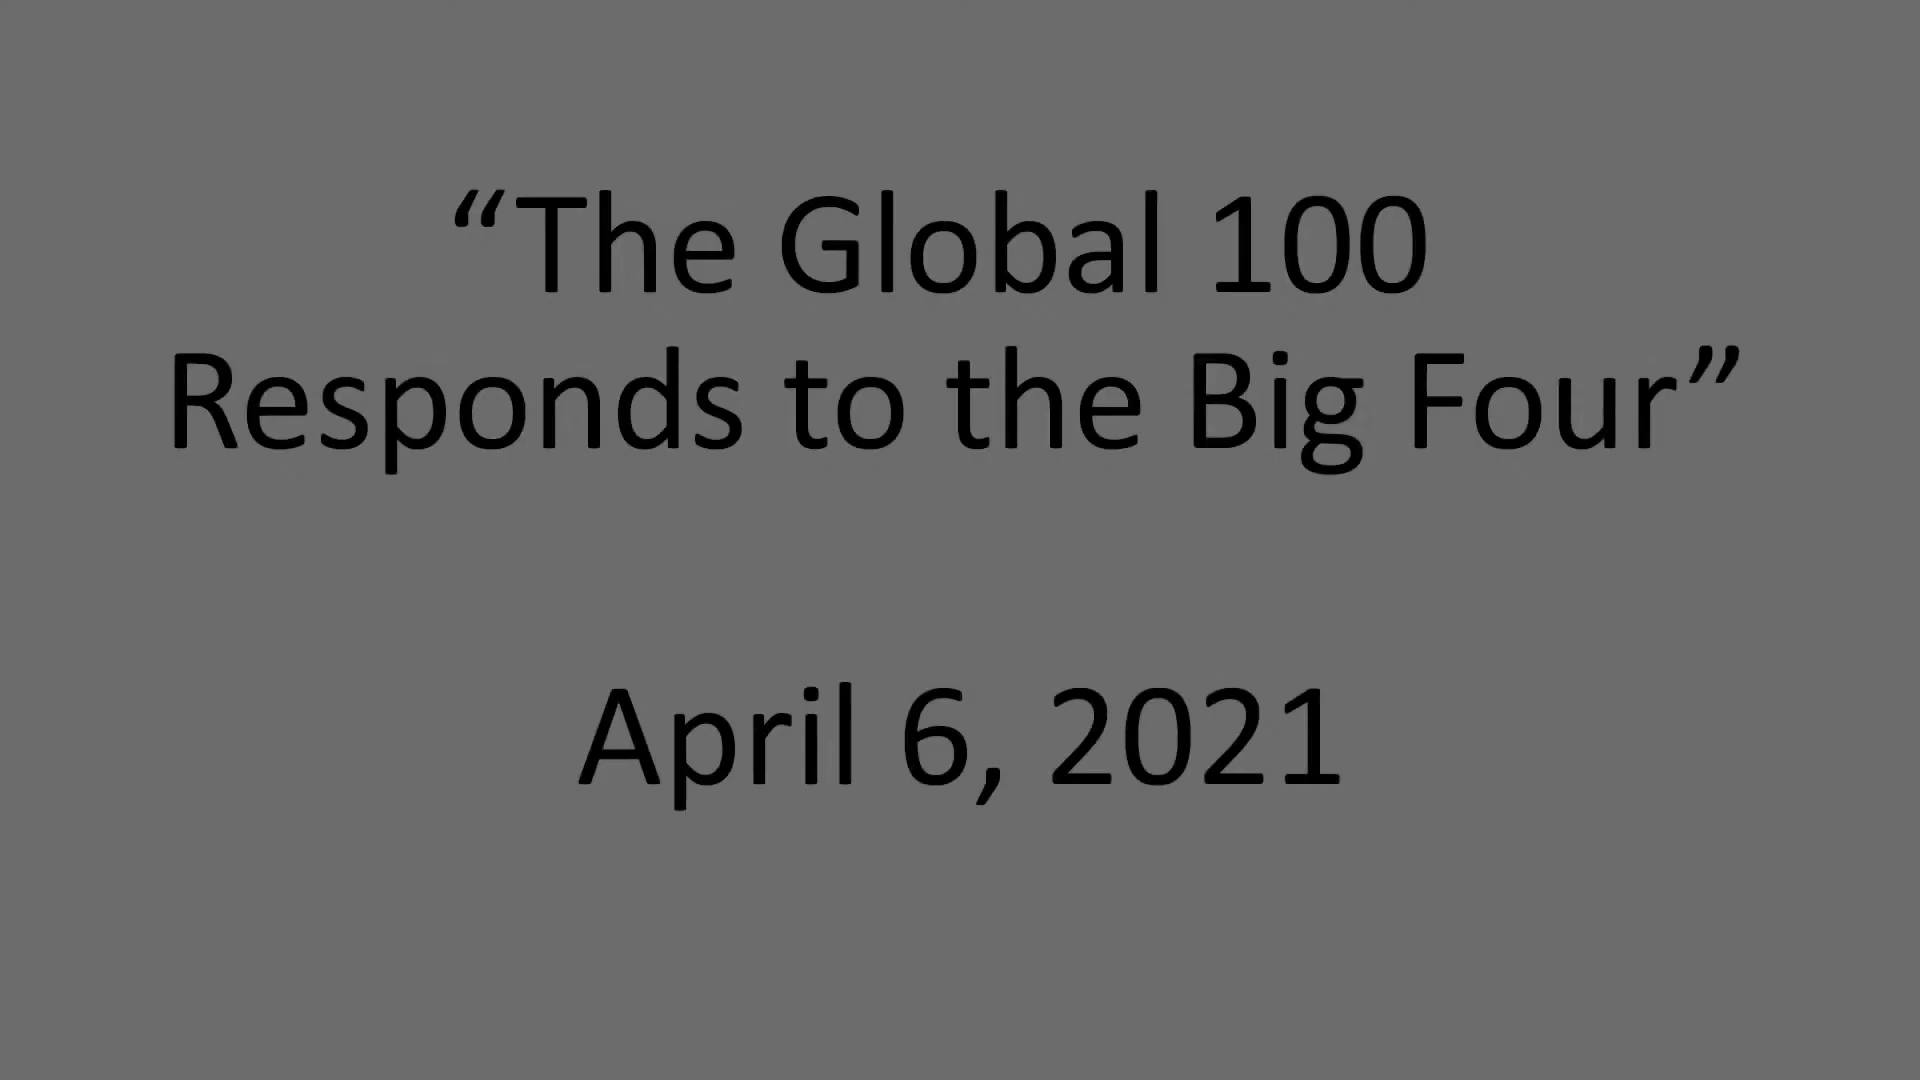 “The Global 100
Responds to the Big Four”
April 6, 2021